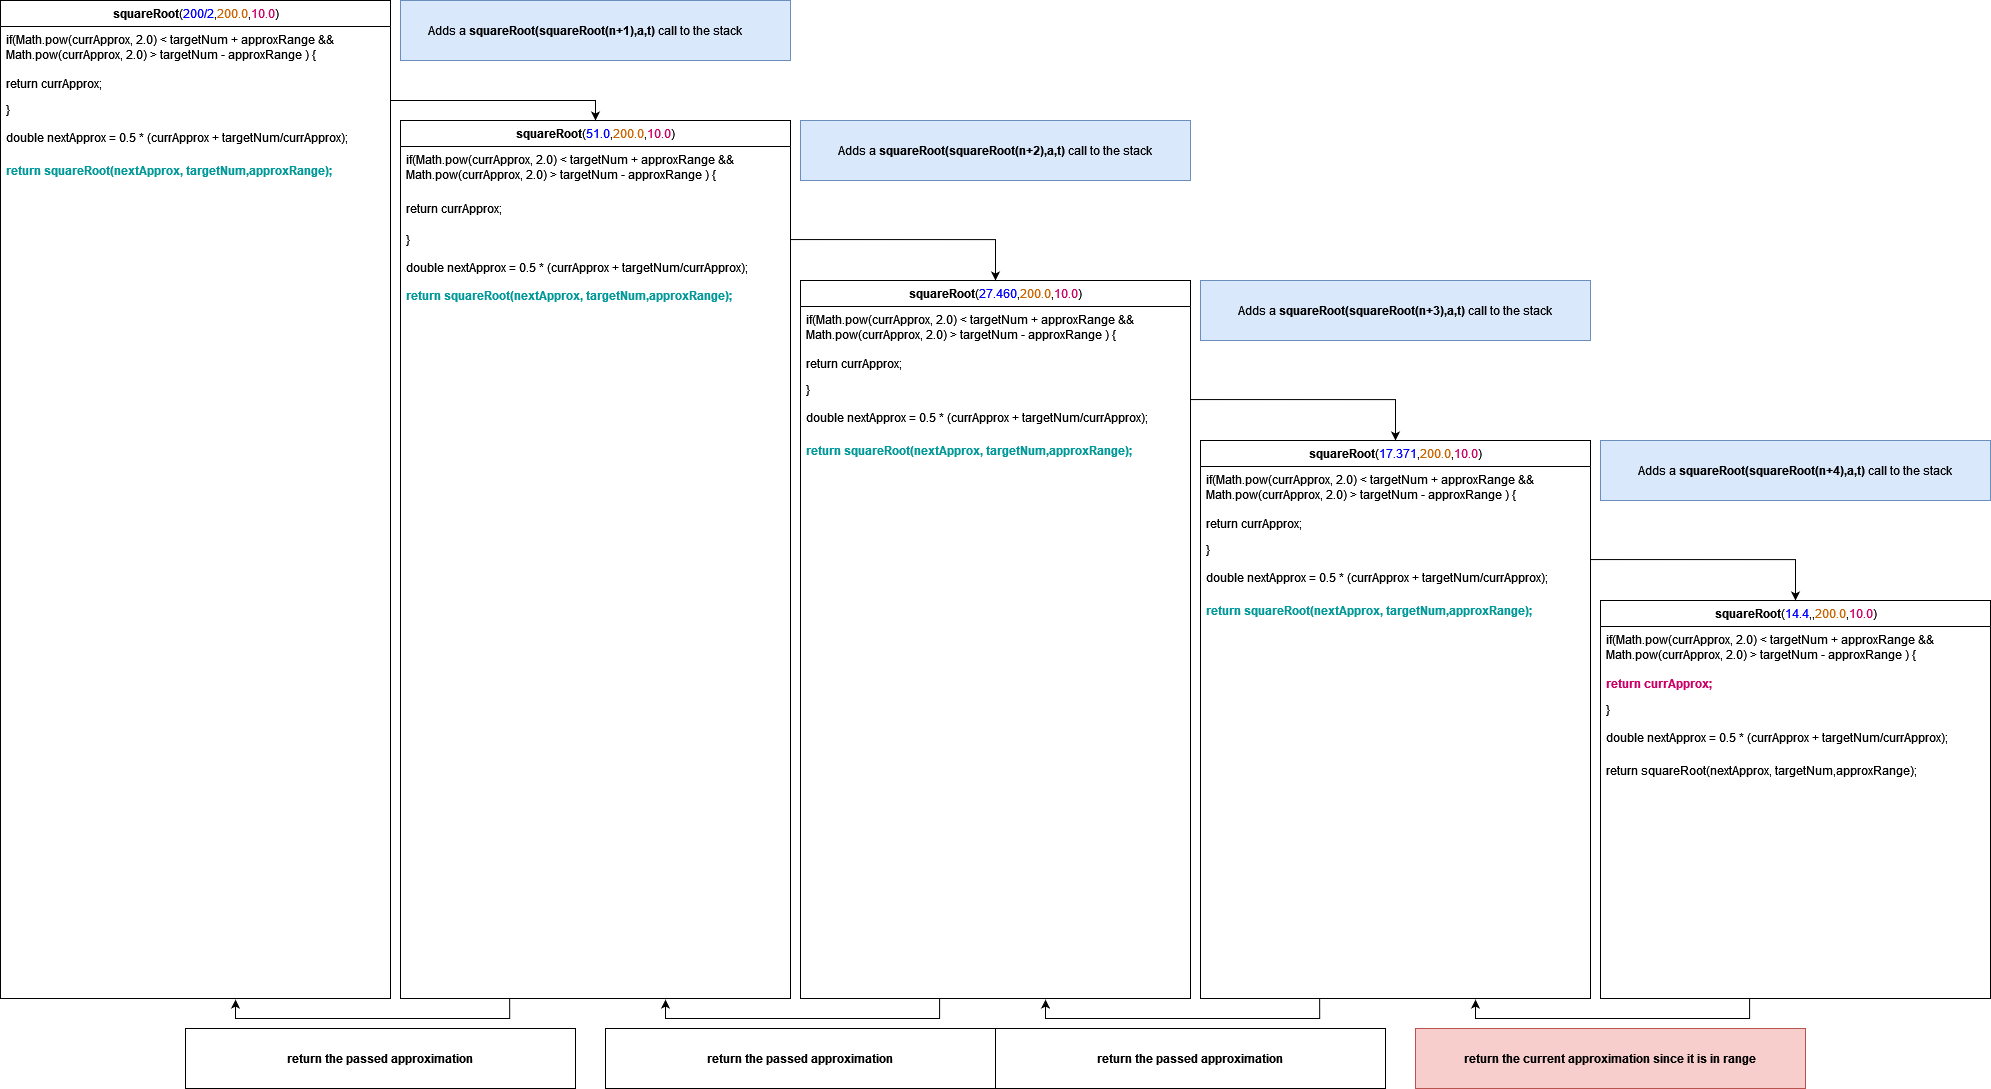 squareRoot(200/2,200.0,10.0)
if(Math.pow(currApprox, 2.0) < targetNum + approxRange &&
Math.pow(currApprox, 2.0) > targetNum - approxRange ) {
return currApprox;
}
double nextApprox = 0.5 * (currApprox + targetNum/currApprox);
return squareRoot(nextApprox, targetNum,approxRange);
Adds a squareRoot(squareRoot(n+1),a,t) call to the stack
squareRoot(51.0,200.0,10.0)
if(Math.pow(currApprox, 2.0) < targetNum + approxRange &&
Math.pow(currApprox, 2.0) > targetNum - approxRange ) {
return currApprox;
}
double nextApprox = 0.5 * (currApprox + targetNum/currApprox);
return squareRoot(nextApprox, targetNum,approxRange);
Adds a squareRoot(squareRoot(n+2),a,t) call to the stack
squareRoot(27.460,200.0,10.0)
if(Math.pow(currApprox, 2.0) < targetNum + approxRange &&
Math.pow(currApprox, 2.0) > targetNum - approxRange ) {
return currApprox;
}
double nextApprox = 0.5 * (currApprox + targetNum/currApprox);
return squareRoot(nextApprox, targetNum,approxRange);
Adds a squareRoot(squareRoot(n+3),a,t) call to the stack
squareRoot(17.371,200.0,10.0)
if(Math.pow(currApprox, 2.0) < targetNum + approxRange &&
Math.pow(currApprox, 2.0) > targetNum - approxRange ) {
return currApprox;
}
double nextApprox = 0.5 * (currApprox + targetNum/currApprox);
return squareRoot(nextApprox, targetNum,approxRange);
Adds a squareRoot(squareRoot(n+4),a,t) call to the stack
squareRoot(14.4,,200.0,10.0)
if(Math.pow(currApprox, 2.0) < targetNum + approxRange &&
Math.pow(currApprox, 2.0) > targetNum - approxRange ) {
return currApprox;
}
double nextApprox = 0.5 * (currApprox + targetNum/currApprox);
return squareRoot(nextApprox, targetNum,approxRange);
return the passed approximation
return the passed approximation
return the passed approximation
return the current approximation since it is in range